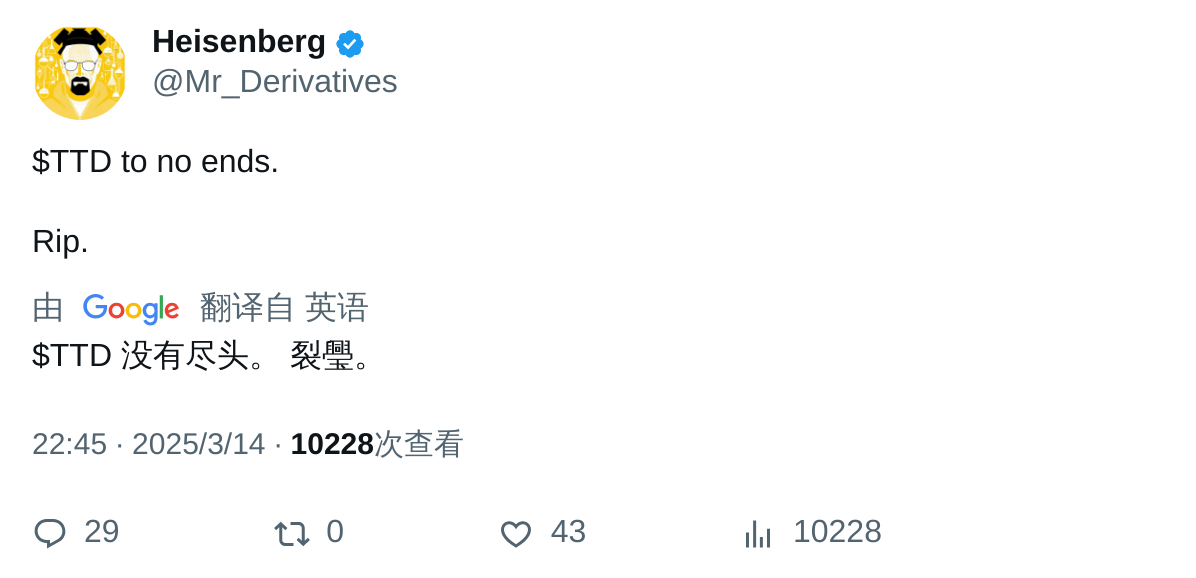 Heisenberg
@Mr_Derivatives
$TTD to no ends.
Rip.
由 Google 翻译自 英语
$TTD 没有尽头。 裂璺。
22:45 · 2025/3/14 · 10228次查看
29 0 43 10228